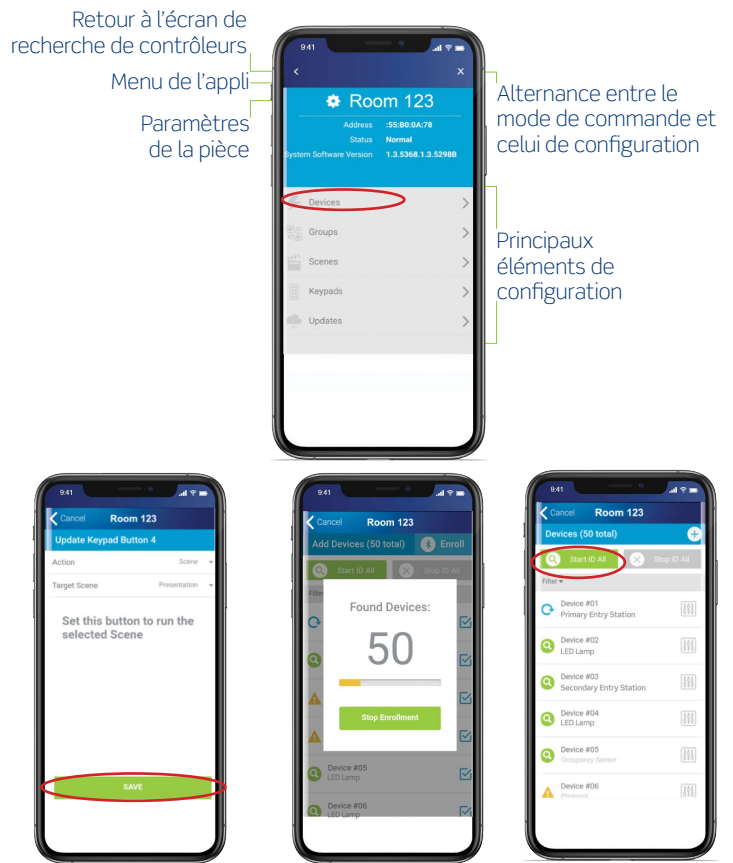 Retour à l'écran de
recherche de contrôleurs
Menu de l'appli
Paramètres
de la pièce
9:41
Room 123
Address :55:B0:0A:78
Status Normal
System Software Version 1.3.5368.1.3.5298B
Devices
Groups
Scenes
Keypads
Updates
Alternance entre le
mode de commande et
celui de configuration
Principaux
éléments de
configuration
9:41
Cancel Room 123
Update Keypad Button 4
Action Scene
Target Scene Presentation
Set this button to run the
selected Scene
SAVE
9:41
Cancel Room 123
Add Devices (50 total) Enroll
Start ID All Stop ID All
Filter
Found Devices:
50
Stop Enrollment
Device #05
LED Lamp
Device #06
LED Lamp
9:41
Cancel Room 123
Devices (50 total)
Start ID All Stop ID All
Filter
Device #01
Primary Entry Station
Device #02
LED Lamp
Device #03
Secondary Entry Station
Device #04
LED Lamp
Device #05
Occupancy Sensor
Device #06
Photocell